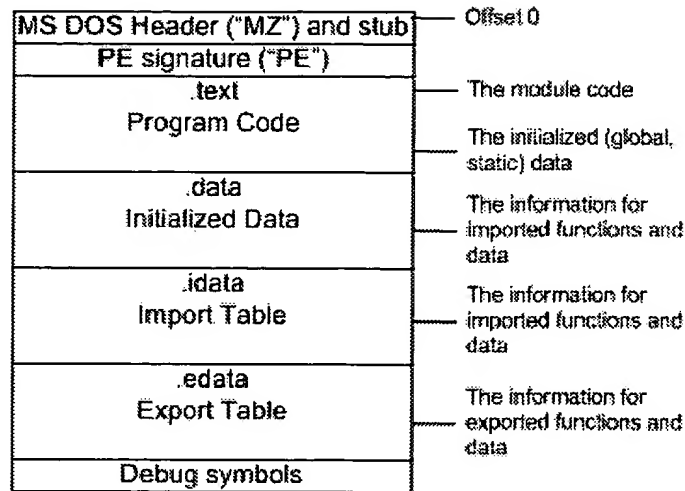 MS DOS Header ("MZ") and stub
Offset 0
PE signature ("PE")
.text
Program Code
The module code
The initialized (global,
static) data
.data
Initialized Data
The information for
imported functions and
data
.idata
Import Table
The information for
imported functions and
data
.edata
Export Table
The information for
exported functions and
data
Debug symbols